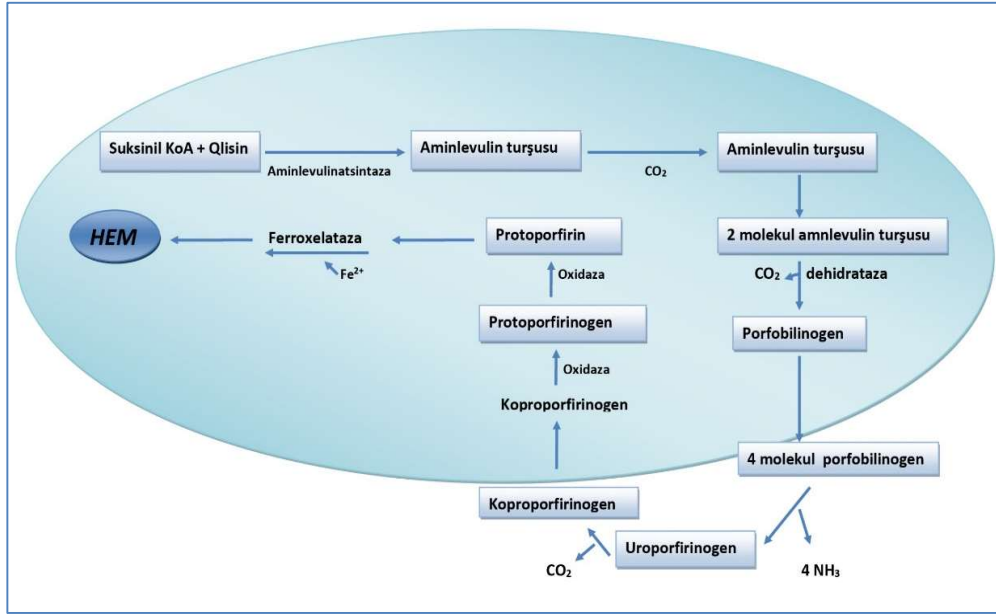 Suksinil KoA + Qlisin
Aminlevulinatsintaza
Aminlevulin turşusu
CO₂
Aminlevulin turşusu
2 molekul amnlevulin turşusu
CO₂
dehidrataza
Porfobilinogen
4 molekul porfobilinogen
4 NH₃
Uroporfirinogen
CO₂
Koproporfirinogen
Koproporfirinogen
Oxidaza
Protoporfirinogen
Oxidaza
Protoporfirin
Ferroxelataza
Fe²⁺
HEM